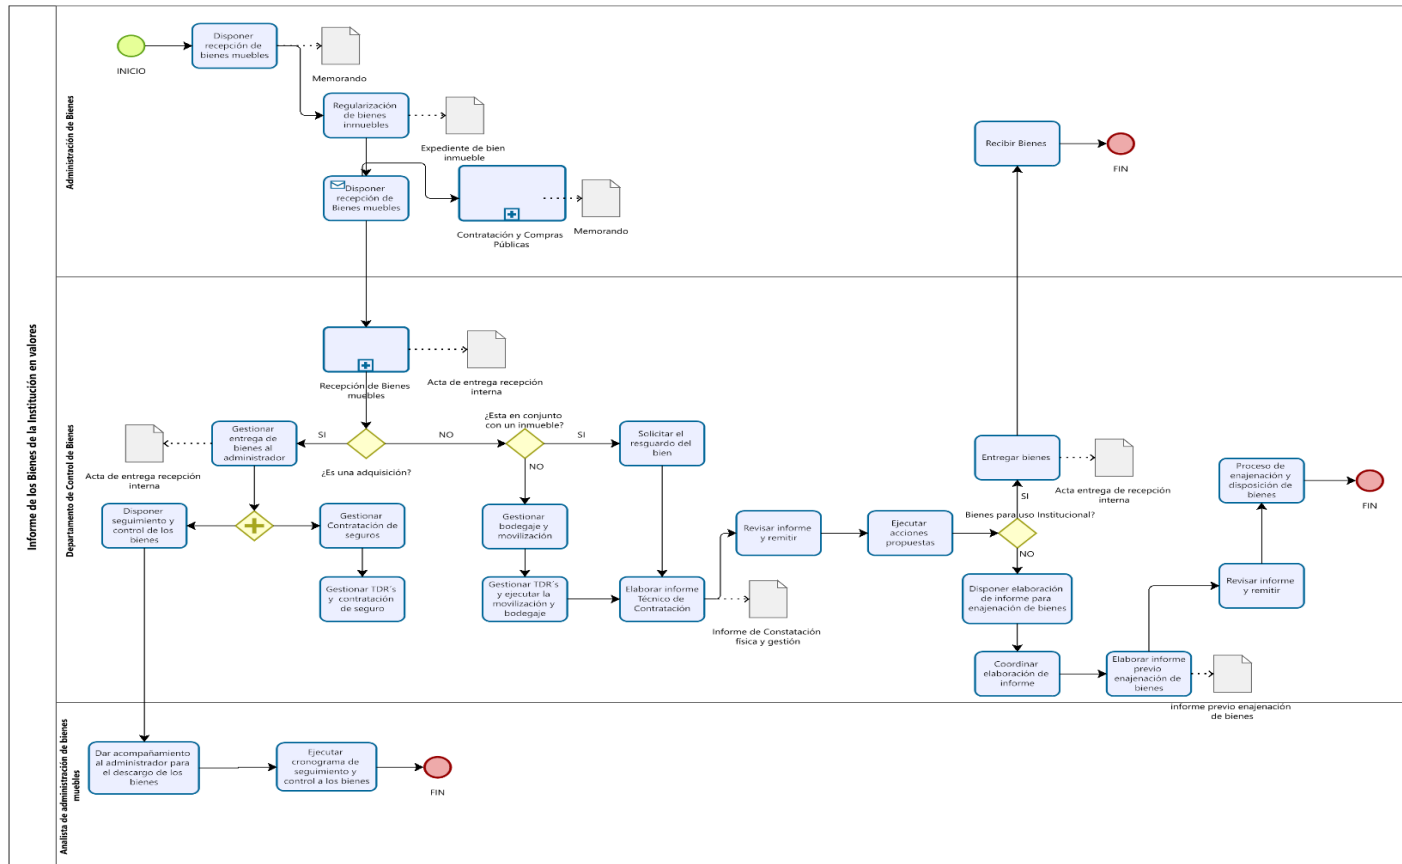 Informe de los Bienes de la Institución en valores
Administración de Bienes
INICIO
Disponer
recepción de
bienes muebles
Memorando
Regularización
de bienes
inmuebles
Expediente de bien
inmueble
Disponer
recepción de
Bienes muebles
Contratación y Compras
Públicas
Memorando
Recibir Bienes
FIN
Departamento de Control de Bienes
Recepción de Bienes
muebles
Acta de entrega recepción
interna
¿Es una adquisición?
SI
NO
Gestionar
entrega de
bienes al
administrador
Acta de entrega recepción
interna
Disponer
seguimiento y
control de los
bienes
Gestionar
Contratación de
seguros
Gestionar TDR´s
y contratación
de seguro
¿Esta en conjunto
con un inmueble?
SI
NO
Solicitar el
resguardo del
bien
Gestionar
bodegaje y
movilización
Gestionar TDR´s
y ejecutar la
movilización y
bodegaje
Elaborar informe
Técnico de
Contratación
Informe de Constatación
física y gestión
Revisar informe
y remitir
Ejecutar
acciones
propuestas
Bienes para uso Institucional?
SI
NO
Entregar bienes
Acta entrega de recepción
interna
Disponer elaboración
de informe para
enajenación de bienes
Coordinar
elaboración de
informe
Elaborar informe
previo
enajenación de
bienes
informe previo enajenación
de bienes
Revisar informe
y remitir
Proceso de
enajenación y
disposición de
bienes
FIN
Analista de administración de bienes
muebles
Dar acompañamiento
al administrador para
el descargo de los
bienes
Ejecutar
cronograma de
seguimiento y
control a los bienes
FIN